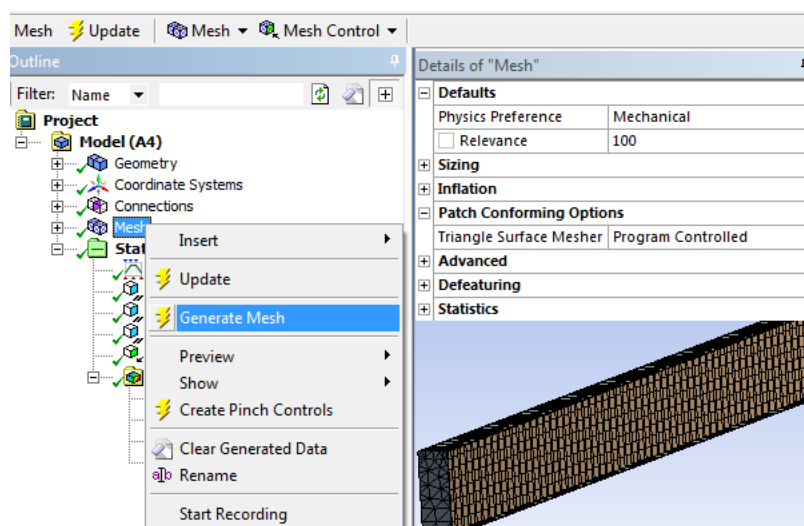 Mesh Update Mesh Mesh Control
Outline
Filter: Name
Project
Model (A4)
Geometry
Coordinate Systems
Connections
Mesh
Stat
Insert
Update
Generate Mesh
Preview
Show
Create Pinch Controls
Clear Generated Data
Rename
Start Recording
Details of "Mesh"
Defaults
Physics Preference Mechanical
Relevance 100
Sizing
Inflation
Patch Conforming Options
Triangle Surface Mesher Program Controlled
Advanced
Defeaturing
Statistics